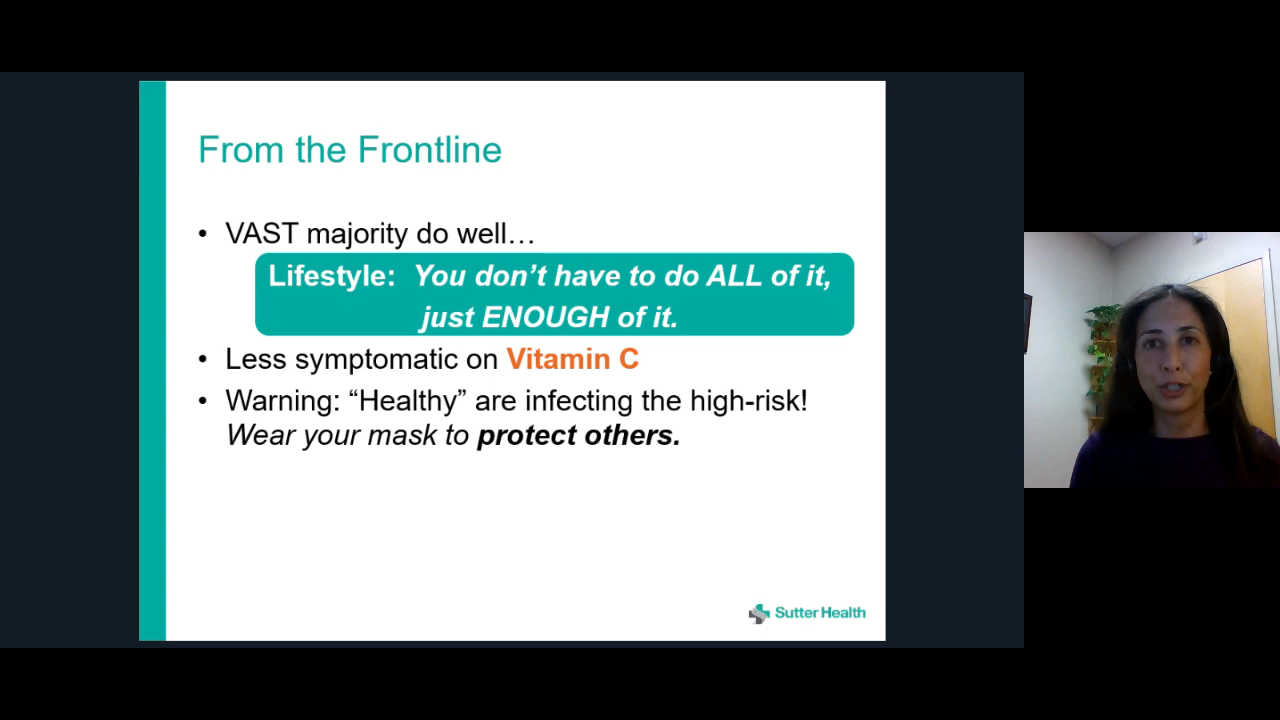 From the Frontline
• VAST majority do well…
Lifestyle: You don’t have to do ALL of it,
just ENOUGH of it.
• Less symptomatic on Vitamin C
• Warning: “Healthy” are infecting the high-risk!
Wear your mask to protect others.
Sutter Health